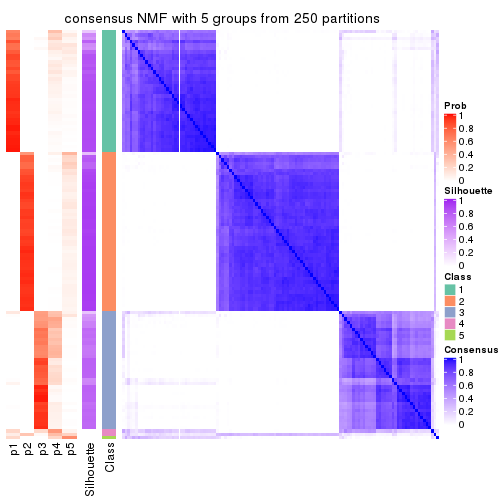 consensus NMF with 5 groups from 250 partitions
Prob
1
0.8
0.6
0.4
0.2
0
Silhouette
1
0.8
0.6
0.4
0.2
0
Class
1
2
3
4
5
Consensus
1
0.8
0.6
0.4
0.2
0
p1
p2
p3
p4
p5
Silhouette
Class